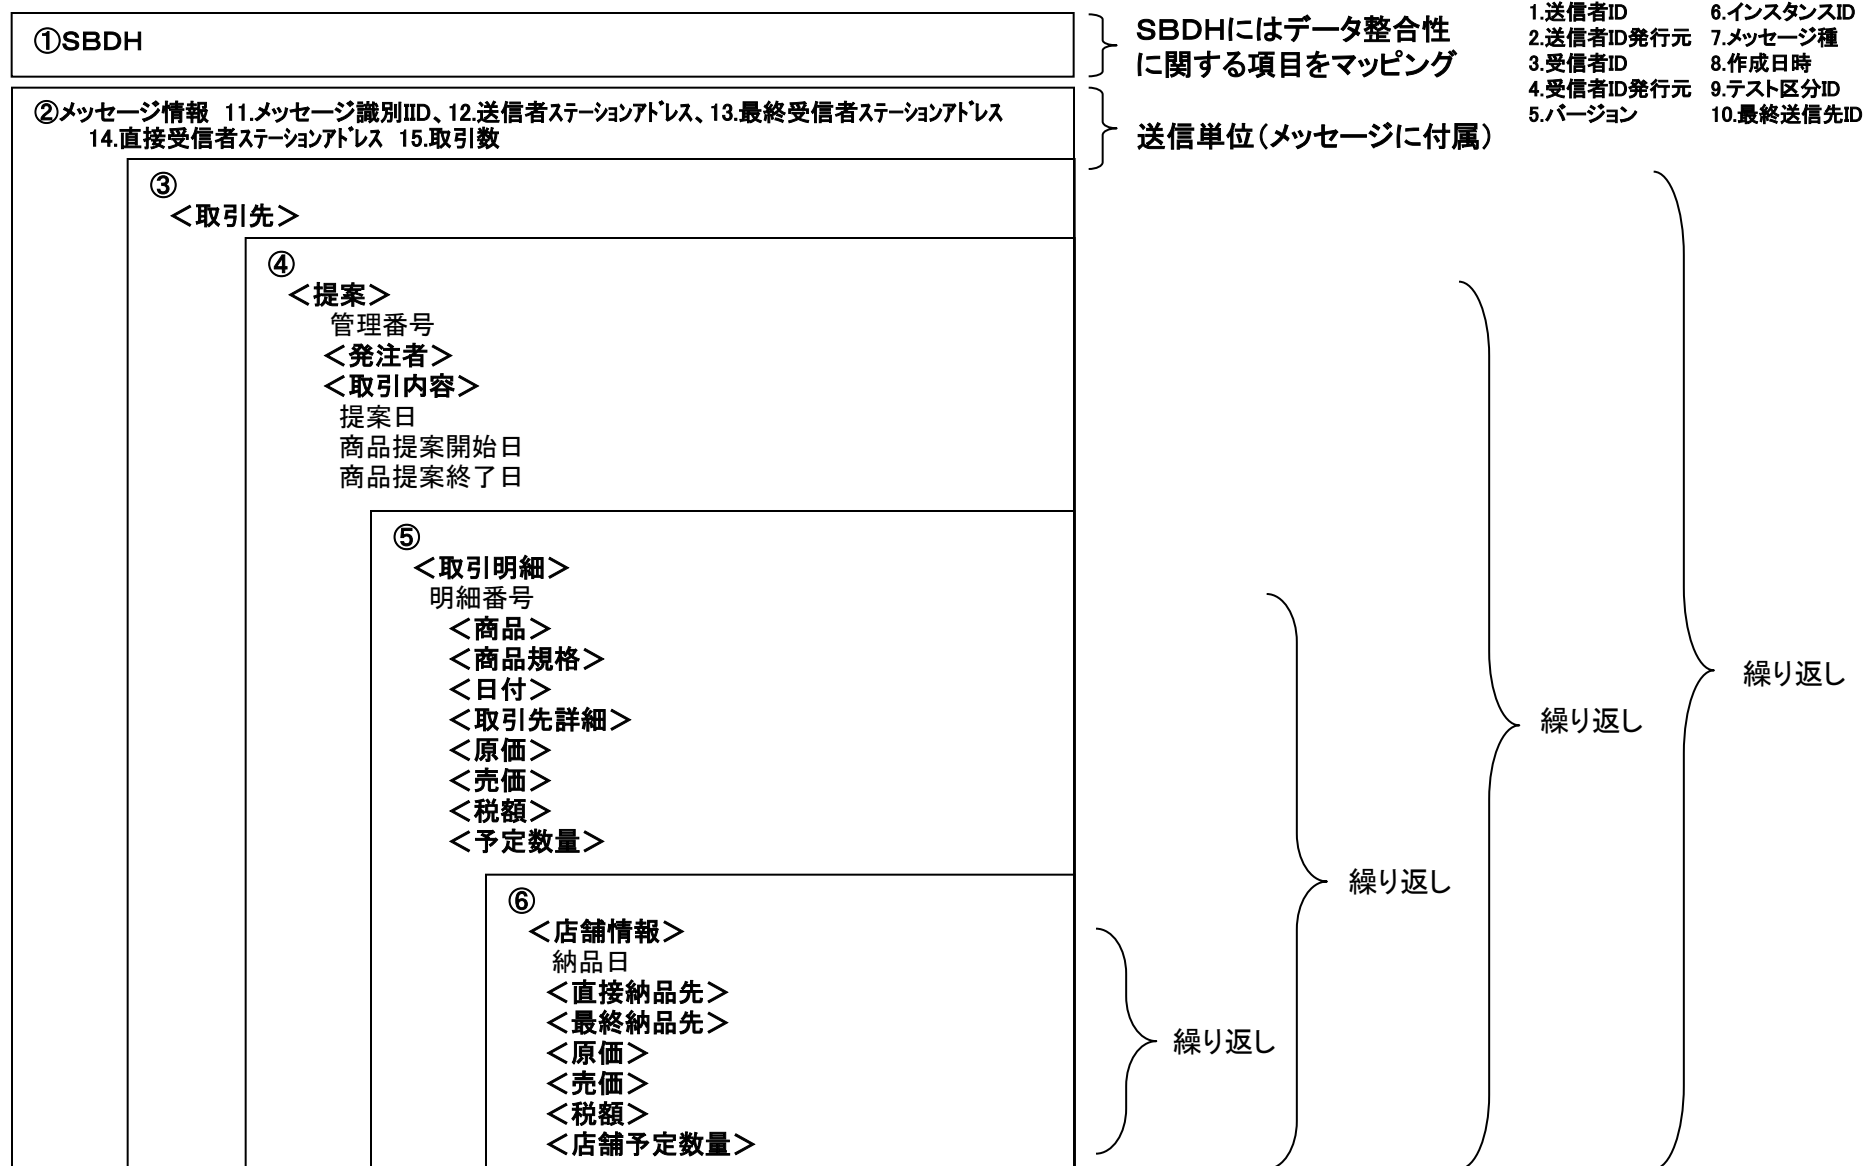 ①SBDH
SBDHにはデータ整合性
に関する項目をマッピング
1.送信者ID
2.送信者ID発行元
3.受信者ID
4.受信者ID発行元
5.バージョン
6.インスタンスID
7.メッセージ種
8.作成日時
9.テスト区分ID
10.最終送信先ID
②メッセージ情報 11.メッセージ識別IID、12.送信者ステーションアドレス、13.最終受信者ステーションアドレス
14.直接受信者ステーションアドレス 15.取引数
送信単位(メッセージに付属)
③
<取引先>
④
<提案>
管理番号
<発注者>
<取引内容>
提案日
商品提案開始日
商品提案終了日
⑤
<取引明細>
明細番号
<商品>
<商品規格>
<日付>
<取引先詳細>
<原価>
<売価>
<税額>
<予定数量>
⑥
<店舗情報>
納品日
<直接納品先>
<最終納品先>
<原価>
<売価>
<税額>
<店舗予定数量>
繰り返し
繰り返し
繰り返し
繰り返し